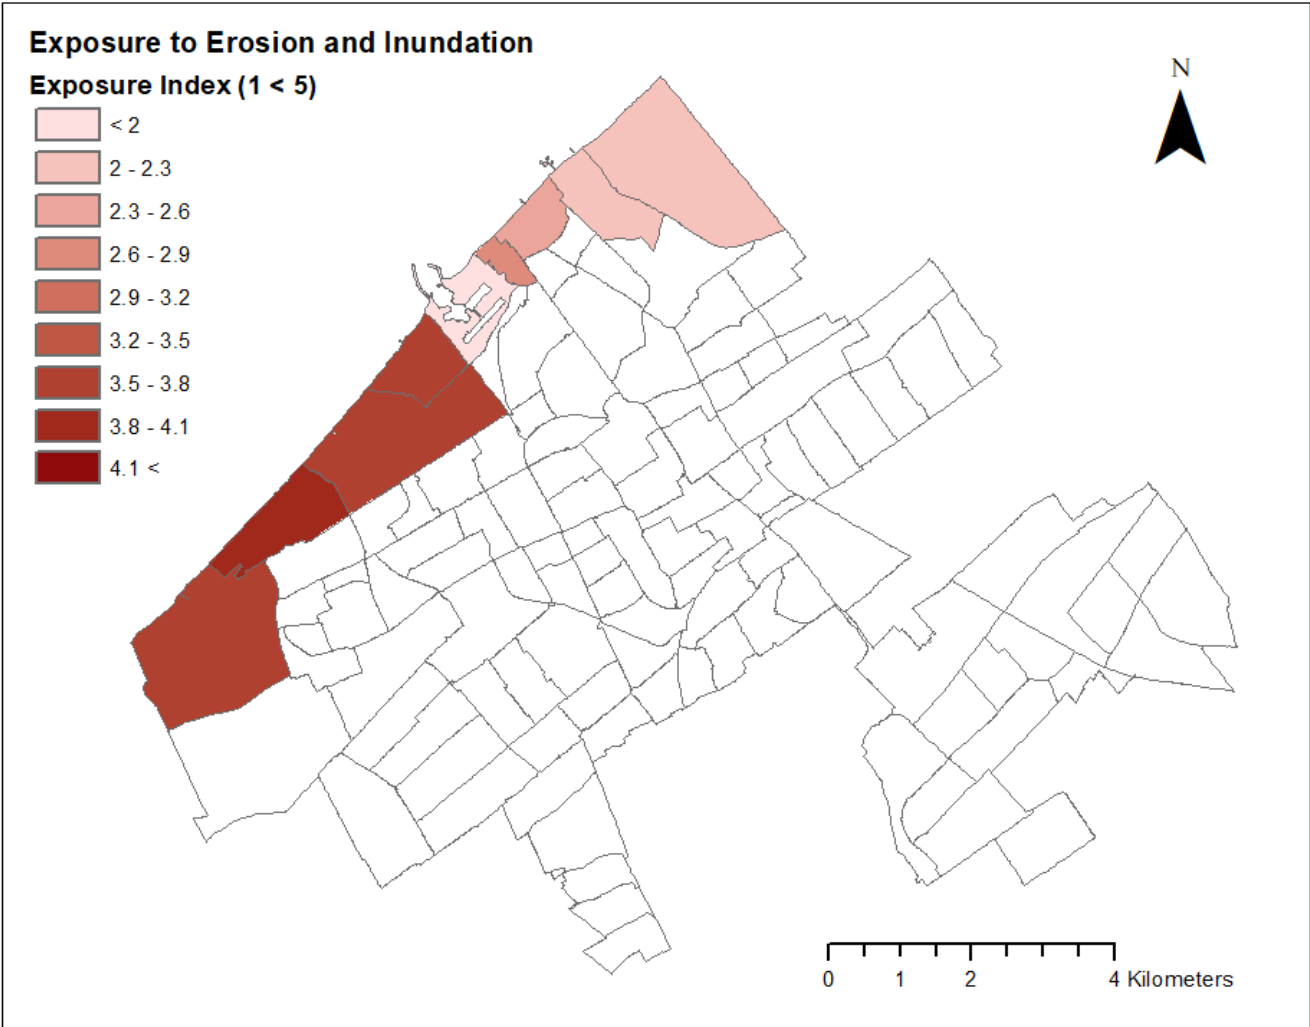 Exposure to Erosion and Inundation
Exposure Index (1 < 5)
< 2
2 - 2.3
2.3 - 2.6
2.6 - 2.9
2.9 - 3.2
3.2 - 3.5
3.5 - 3.8
3.8 - 4.1
4.1 <
N
0 1 2 4 Kilometers